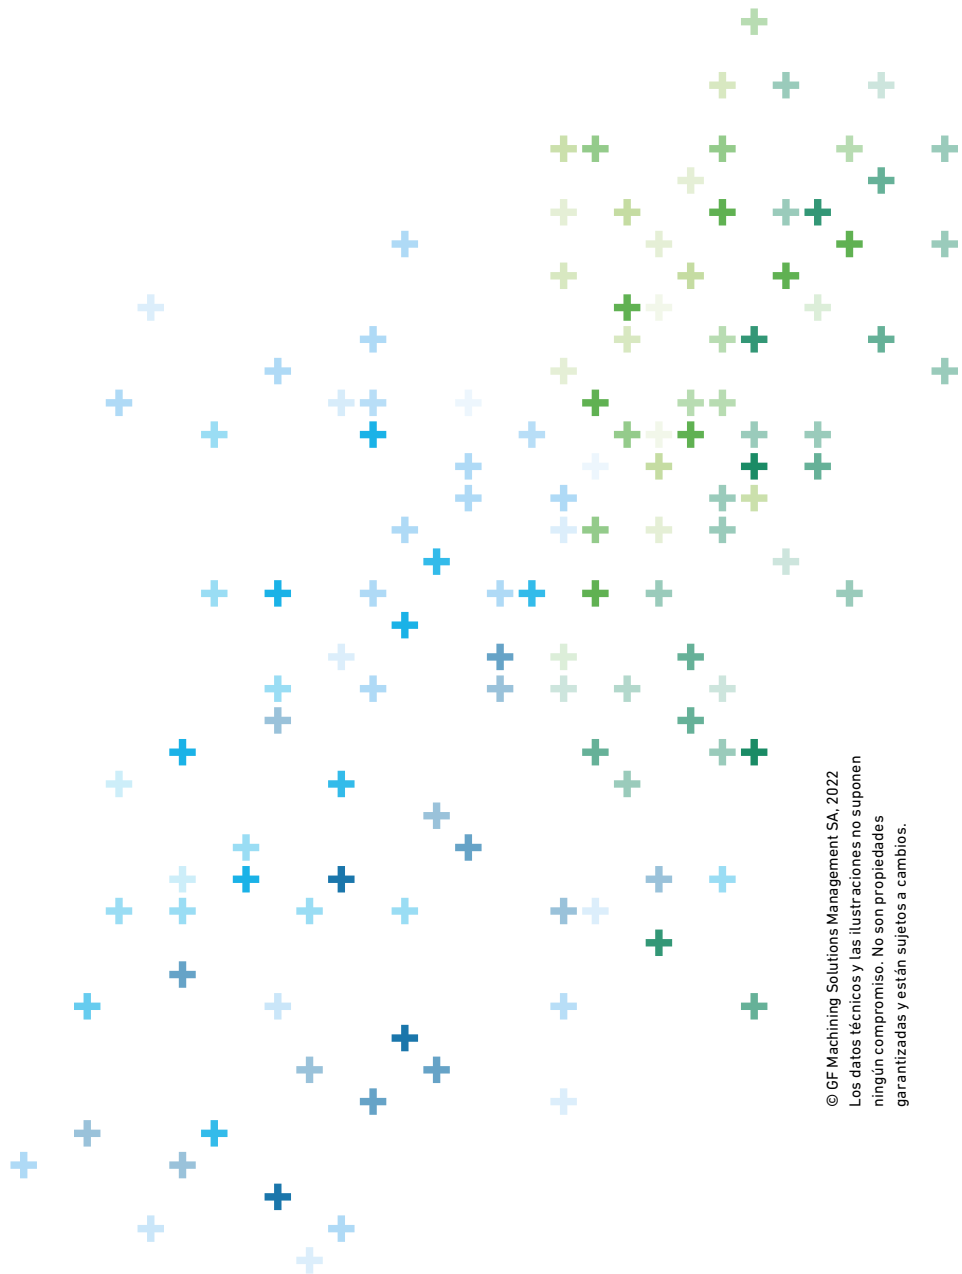 © GF Machining Solutions Management SA, 2022
Los datos técnicos y las ilustraciones no suponen
ningún compromiso. No son propiedades
garantizadas y están sujetos a cambios.